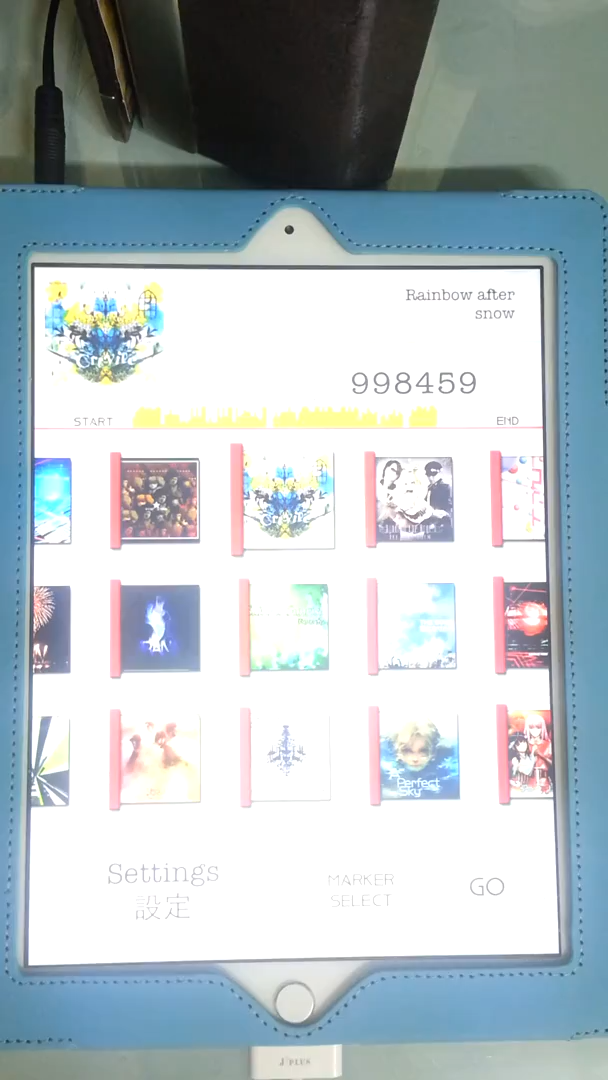 Rainbow after
snow
998459
START
END
Perfect
Sky
Settings
設定
MARKER
SELECT
GO
J-PLUS